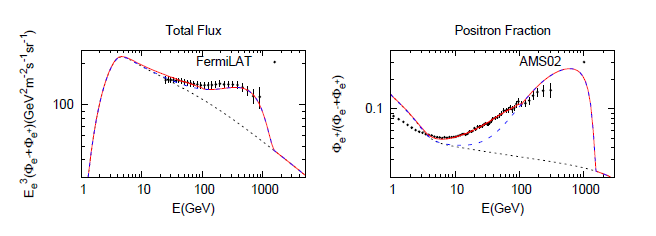 Total Flux
E_e^3(Φ_e-+Φ_e+)(GeV^2m^-2s^-1sr^-1)
FermiLAT
100
1 10 100 1000
E(GeV)
Positron Fraction
Φ_e+/(Φ_e-+Φ_e+)
AMS02
0.1
1 10 100 1000
E(GeV)